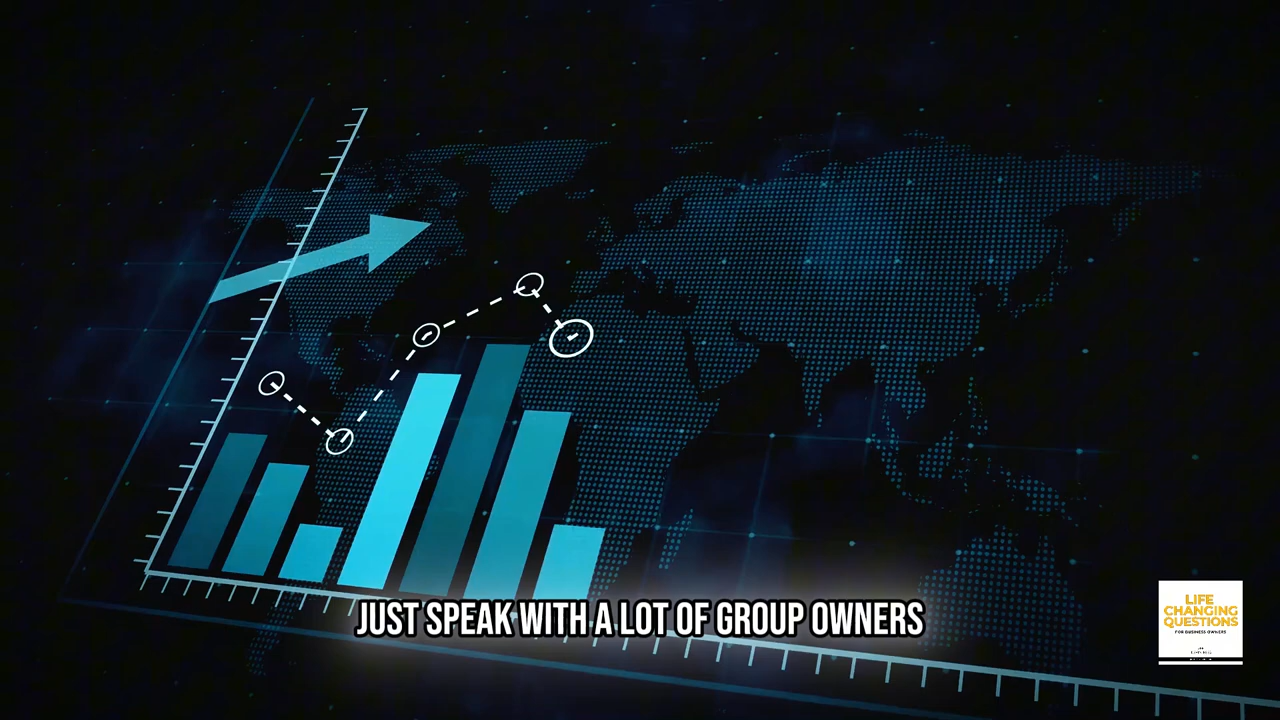 JUST SPEAK WITH A LOT OF GROUP OWNERS
LIFE
CHANGING
QUESTIONS
FOR BUSINESS OWNERS